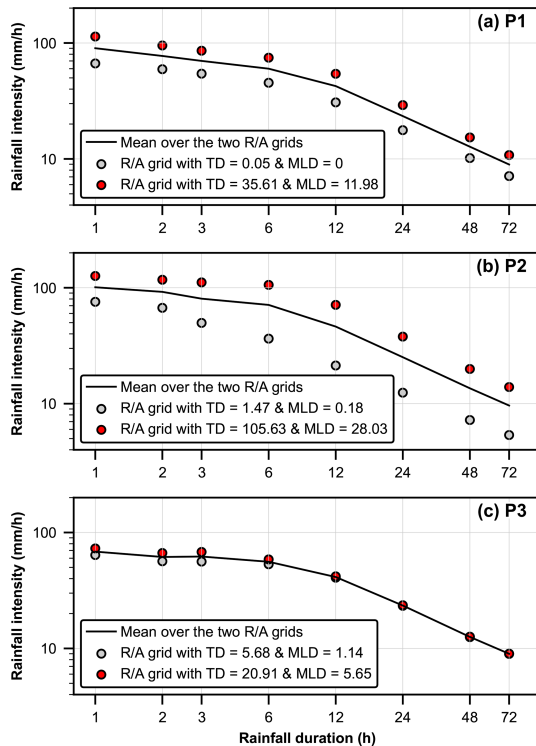 (a) P1
Rainfall intensity (mm/h)
100
10
Mean over the two R/A grids
R/A grid with TD = 0.05 & MLD = 0
R/A grid with TD = 35.61 & MLD = 11.98
1 2 3 6 12 24 48 72
(b) P2
Rainfall intensity (mm/h)
100
10
Mean over the two R/A grids
R/A grid with TD = 1.47 & MLD = 0.18
R/A grid with TD = 105.63 & MLD = 28.03
1 2 3 6 12 24 48 72
(c) P3
Rainfall intensity (mm/h)
100
10
Mean over the two R/A grids
R/A grid with TD = 5.68 & MLD = 1.14
R/A grid with TD = 20.91 & MLD = 5.65
1 2 3 6 12 24 48 72
Rainfall duration (h)